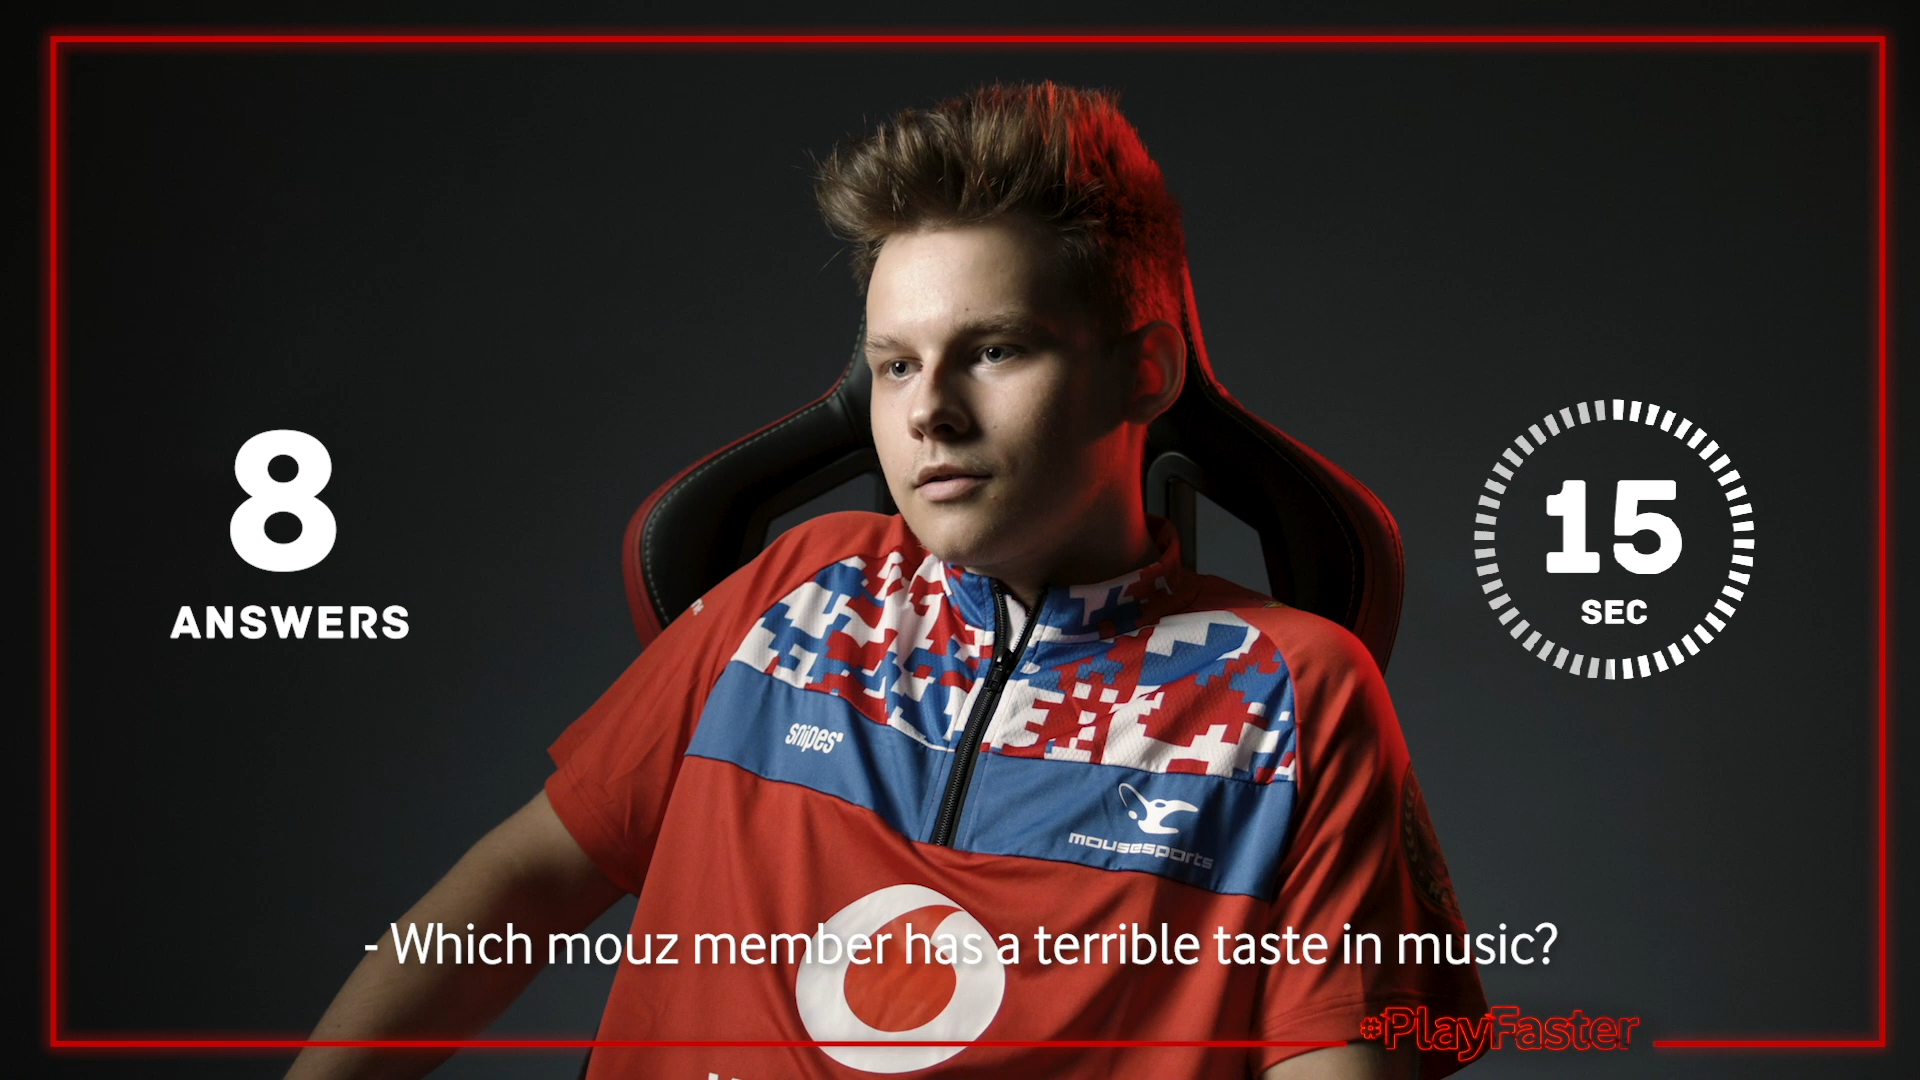 8
ANSWERS
15
SEC
snipes
mousesports
- Which mouz member has a terrible taste in music?
#PlayFaster